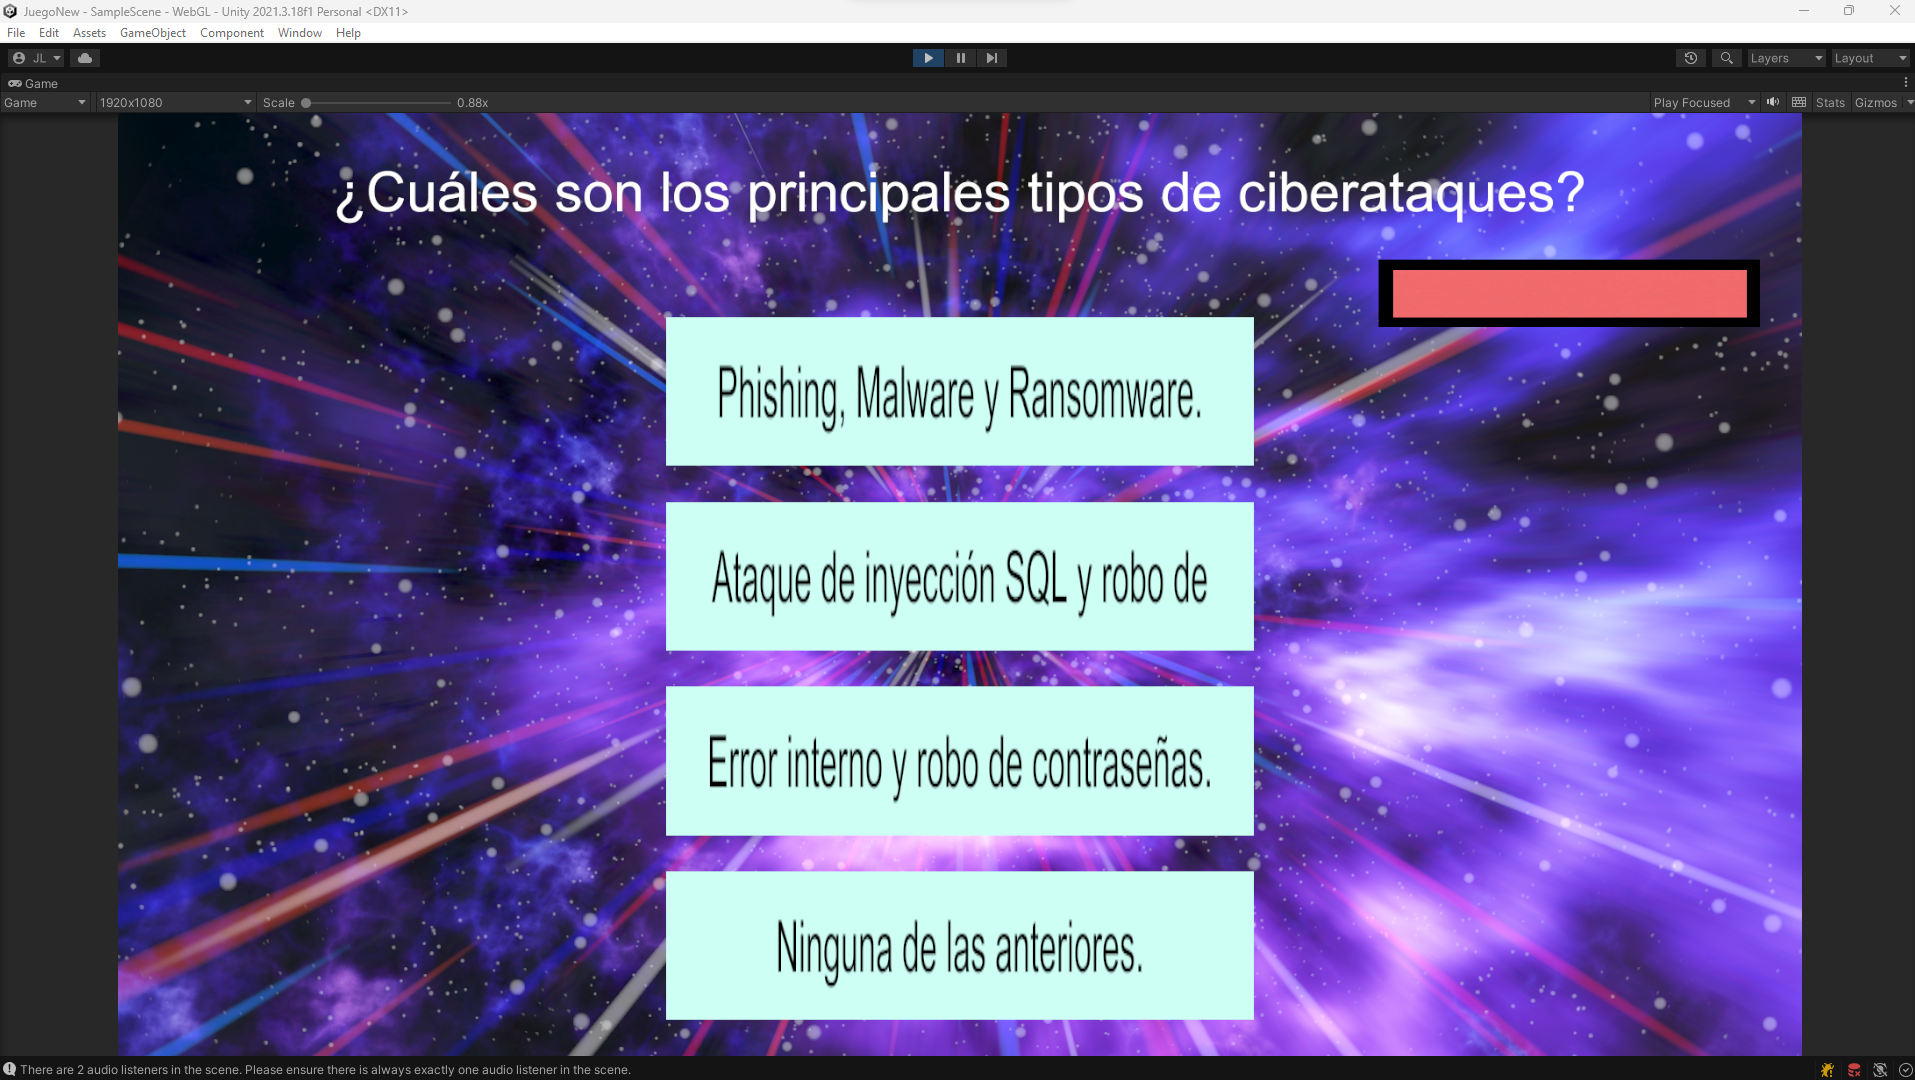 JuegoNew - SampleScene - WebGL - Unity 2021.3.18f1 Personal <DX11>
File Edit Assets GameObject Component Window Help
JL Layers Layout
Game
Game 1920x1080 Scale 0.88x Play Focused Stats Gizmos
¿Cuáles son los principales tipos de ciberataques?
Phishing, Malware y Ransomware.
Ataque de inyección SQL y robo de
Error interno y robo de contraseñas.
Ninguna de las anteriores.
There are 2 audio listeners in the scene. Please ensure there is always exactly one audio listener in the scene.